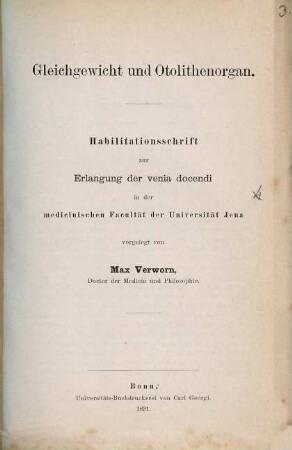 3.
Gleichgewicht und Otolithenorgan.
Habilitationsschrift
zur
Erlangung der venia docendi
in der
medicinischen Facultät der Universität Jena
vorgelegt von
Max Verworn,
Doctor der Medicin und Philosophie.
Bonn,
Universitäts-Buchdruckerei von Carl Georgi.
1891.